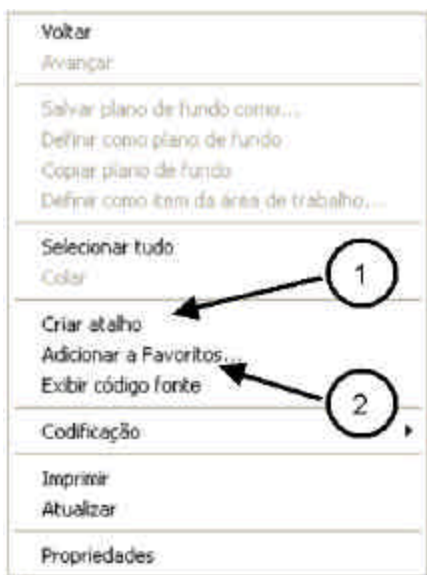 Voltar
Avançar
Salvar plano de fundo como...
Definir como plano de fundo
Copiar plano de fundo
Definir como item da área de trabalho...
Selecionar tudo
Colar
1
Criar atalho
Adicionar a Favoritos...
Exibir código fonte
2
Codificação
Imprimir
Atualizar
Propriedades